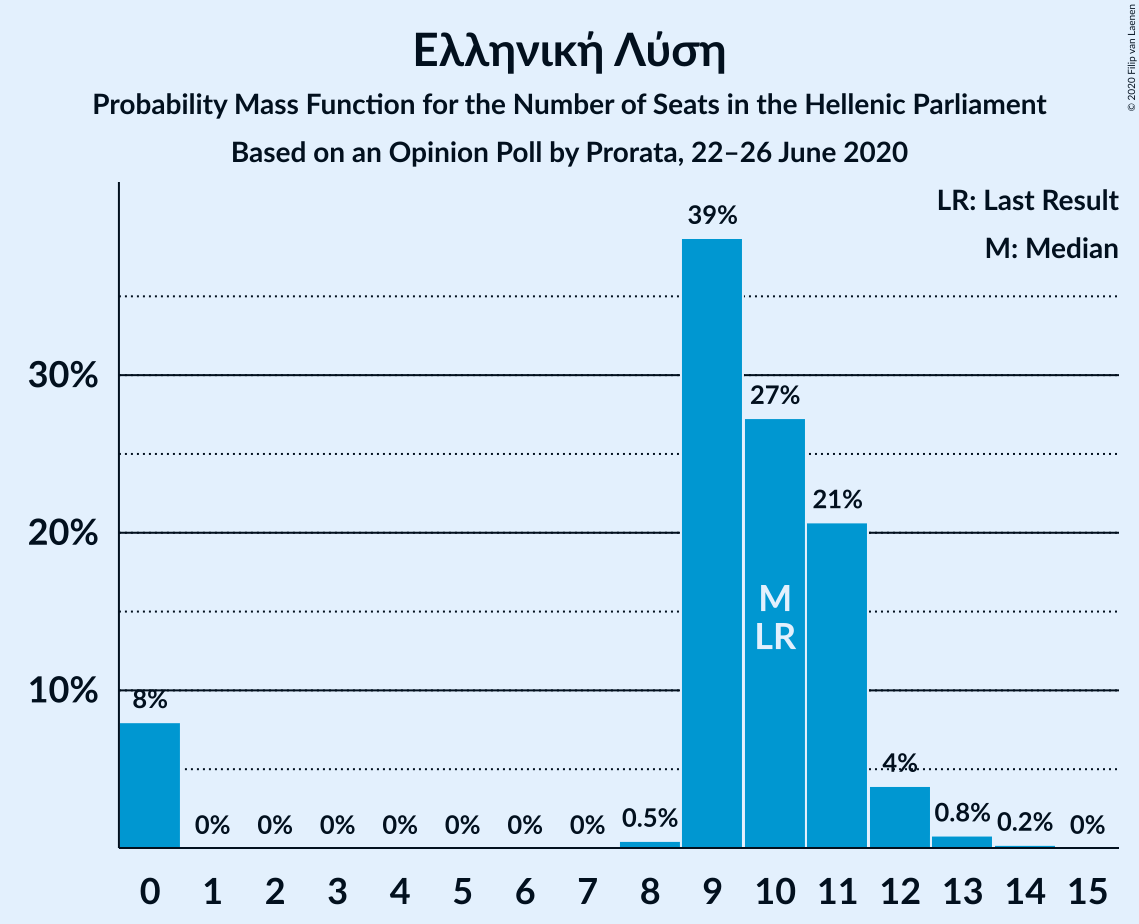 Ελληνική Λύση
Probability Mass Function for the Number of Seats in the Hellenic Parliament
Based on an Opinion Poll by Prorata, 22–26 June 2020
© 2020 Filip van Laenen
LR: Last Result
M: Median
39%
30%
27%
21%
20%
M
LR
10%
8%
4%
0% 0% 0% 0% 0% 0% 0% 0.5% 0.8% 0.2% 0%
0 1 2 3 4 5 6 7 8 9 10 11 12 13 14 15